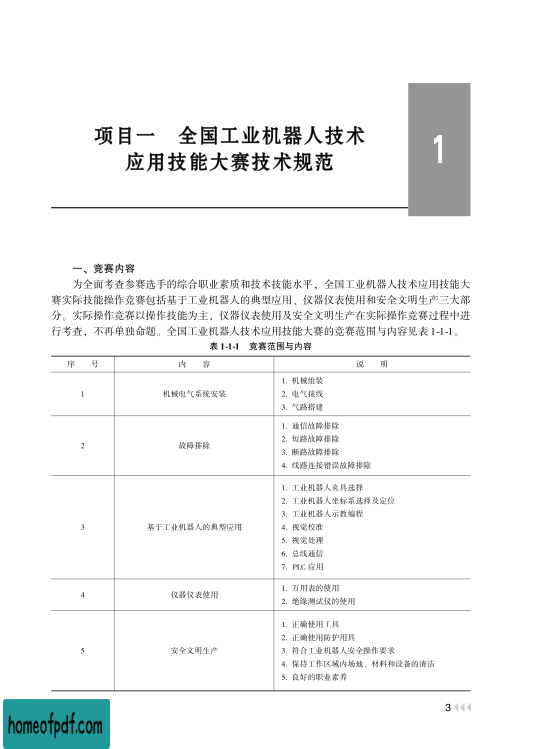 项目一 全国工业机器人技术
应用技能大赛技术规范
1
一、竞赛内容
为全面考查参赛选手的综合职业素质和技术技能水平，全国工业机器人技术应用技能大
赛实际技能操作竞赛包括基于工业机器人的典型应用、仪器仪表使用和安全文明生产三大部
分。实际操作竞赛以操作技能为主，仪器仪表使用及安全文明生产在实际操作竞赛过程中进
行考查，不再单独命题。全国工业机器人技术应用技能大赛的竞赛范围与内容见表 1-1-1。
表 1-1-1 竞赛范围与内容
序 号 内 容 说 明
1 机械电气系统安装
1. 机械组装
2. 电气接线
3. 气路搭建
2 故障排除
1. 通信故障排除
2. 短路故障排除
3. 断路故障排除
4. 线路连接错误故障排除
3 基于工业机器人的典型应用
1. 工业机器人夹具选择
2. 工业机器人坐标系选择及定位
3. 工业机器人示教编程
4. 视觉校准
5. 视觉处理
6. 总线通信
7. PLC 应用
4 仪器仪表使用
1. 万用表的使用
2. 绝缘测试仪的使用
5 安全文明生产
1. 正确使用工具
2. 正确使用防护用具
3. 符合工业机器人安全操作要求
4. 保持工作区域内场地、材料和设备的清洁
5. 良好的职业素养
3
homeofpdf.com